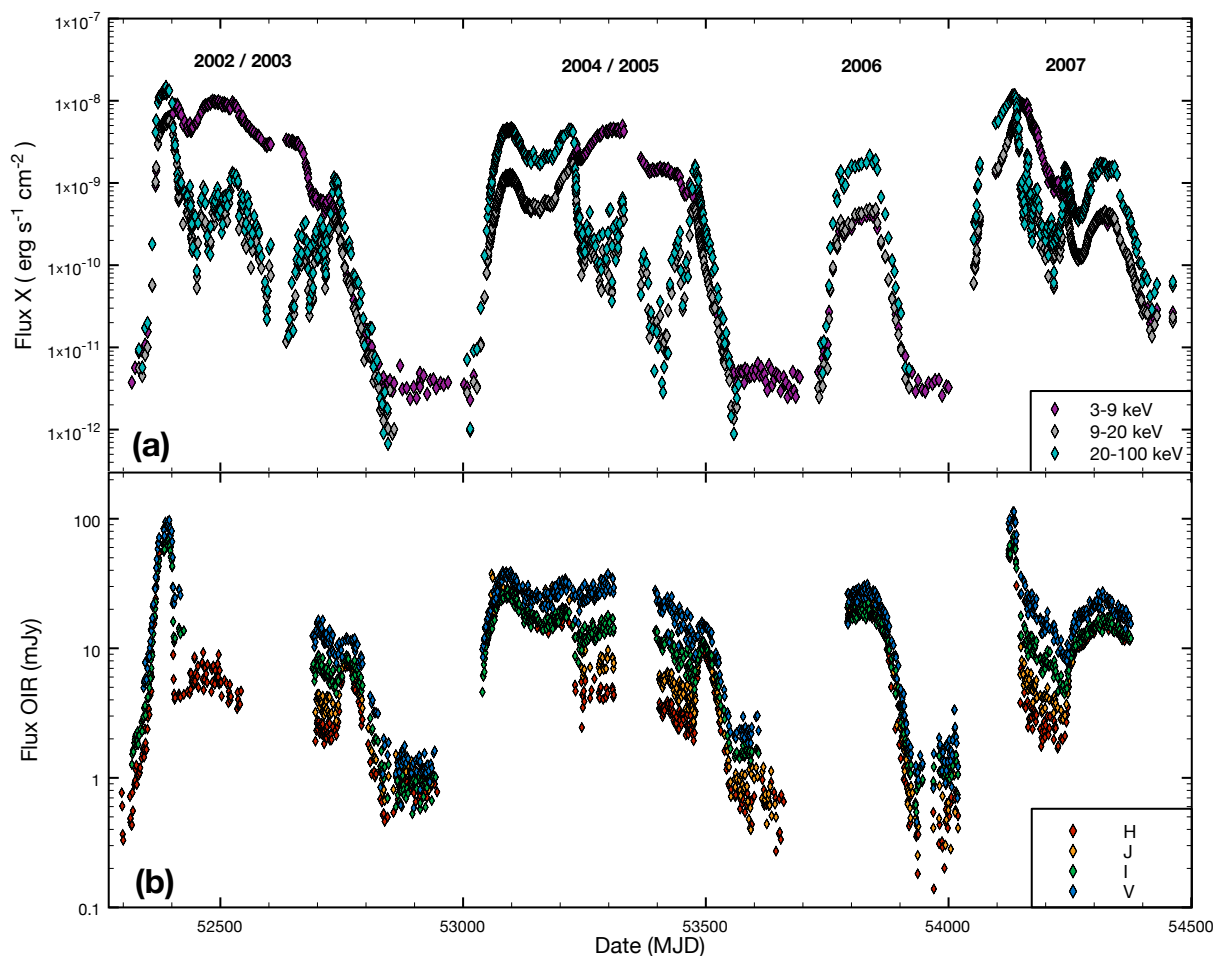 1×10⁻⁷
1×10⁻⁸
1×10⁻⁹
1×10⁻¹⁰
1×10⁻¹¹
1×10⁻¹²
Flux X ( erg s⁻¹ cm⁻² )
2002 / 2003
2004 / 2005
2006
2007
(a)
3-9 keV
9-20 keV
20-100 keV
100
10
1
0.1
Flux OIR (mJy)
(b)
H
J
I
V
52500
53000
53500
54000
54500
Date (MJD)